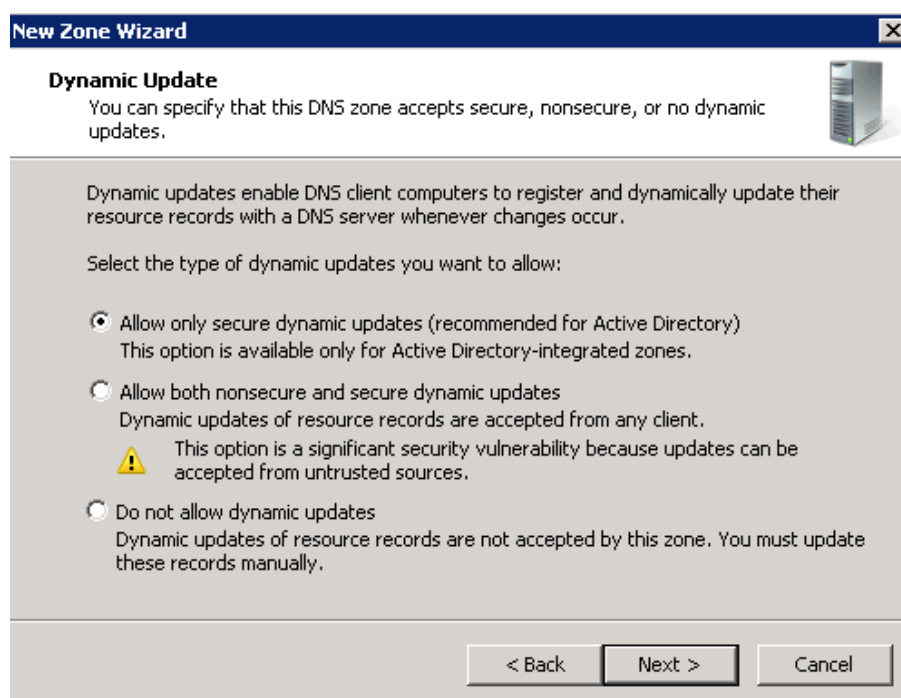 New Zone Wizard
Dynamic Update
You can specify that this DNS zone accepts secure, nonsecure, or no dynamic
updates.
Dynamic updates enable DNS client computers to register and dynamically update their
resource records with a DNS server whenever changes occur.
Select the type of dynamic updates you want to allow:
Allow only secure dynamic updates (recommended for Active Directory)
This option is available only for Active Directory-integrated zones.
Allow both nonsecure and secure dynamic updates
Dynamic updates of resource records are accepted from any client.
This option is a significant security vulnerability because updates can be
accepted from untrusted sources.
Do not allow dynamic updates
Dynamic updates of resource records are not accepted by this zone. You must update
these records manually.
< Back Next > Cancel